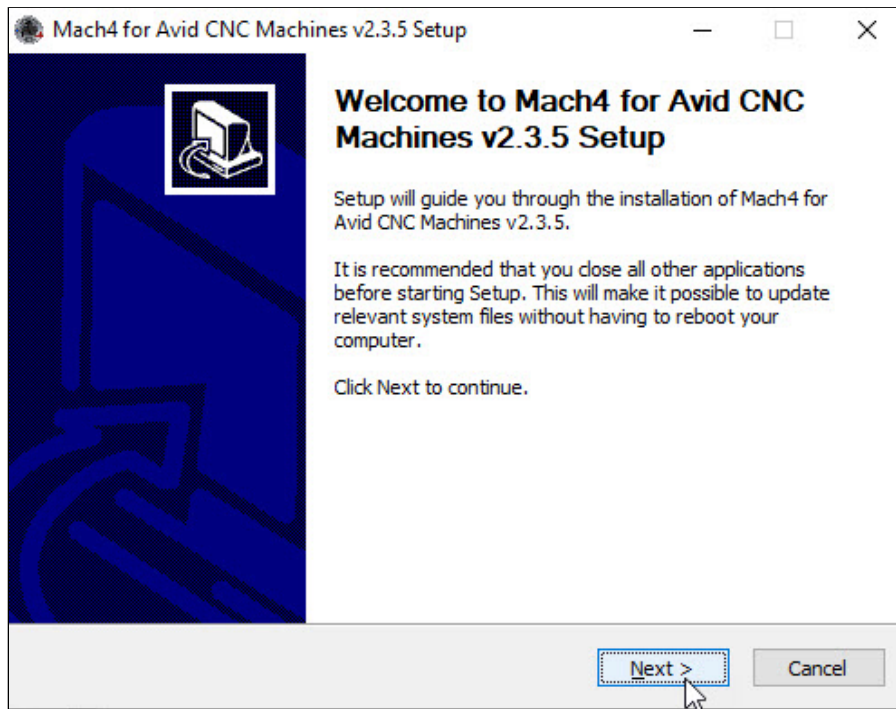 Mach4 for Avid CNC Machines v2.3.5 Setup
Welcome to Mach4 for Avid CNC
Machines v2.3.5 Setup
Setup will guide you through the installation of Mach4 for
Avid CNC Machines v2.3.5.
It is recommended that you close all other applications
before starting Setup. This will make it possible to update
relevant system files without having to reboot your
computer.
Click Next to continue.
Next >
Cancel